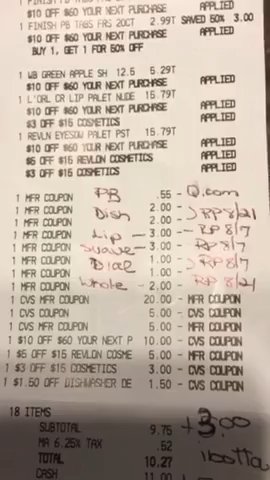 $10 OFF $60 YOUR NEXT PURCHASE APPLIED
1 FINISH PB TABS FRS 20CT 2.99T SAVED 50% 3.00
$10 OFF $60 YOUR NEXT PURCHASE APPLIED
BUY 1, GET 1 FOR 50% OFF
1 WB GREEN APPLE SH 12.5 5.29T
$10 OFF $60 YOUR NEXT PURCHASE APPLIED
1 L'ORL CR LIP PALET NUDE 15.79T
$10 OFF $60 YOUR NEXT PURCHASE APPLIED
$3 OFF $15 COSMETICS APPLIED
1 REVLN EYESDW PALET PST 15.79T
$10 OFF $60 YOUR NEXT PURCHASE APPLIED
$5 OFF $15 REVLON COSMETICS APPLIED
$3 OFF $15 COSMETICS APPLIED
1 MFR COUPON PB .55 - Q.com
1 MFR COUPON Dish 2.00 - RP 8/21
1 MFR COUPON Lip 3.00 - RP 8/7
1 MFR COUPON Suave 3.00 - RP 8/7
1 MFR COUPON Dial 1.00 - RP 8/7
1 MFR COUPON Whole 2.00 - RP 8/21
1 CVS MFR COUPON 20.00 - MFR COUPON
1 CVS COUPON 5.00 - CVS COUPON
1 CVS MFR COUPON 5.00 - MFR COUPON
1 $10 OFF $60 YOUR NEXT P 10.00 - CVS COUPON
1 $5 OFF $15 REVLON COSME 5.00 - CVS COUPON
1 $3 OFF $15 COSMETICS 3.00 - CVS COUPON
1 $1.50 OFF DISHWASHER DE 1.50 - CVS COUPON
18 ITEMS
SUBTOTAL 9.75 +3.00
MA 6.25% TAX .52
TOTAL 10.27 ibotta
CASH 11.00